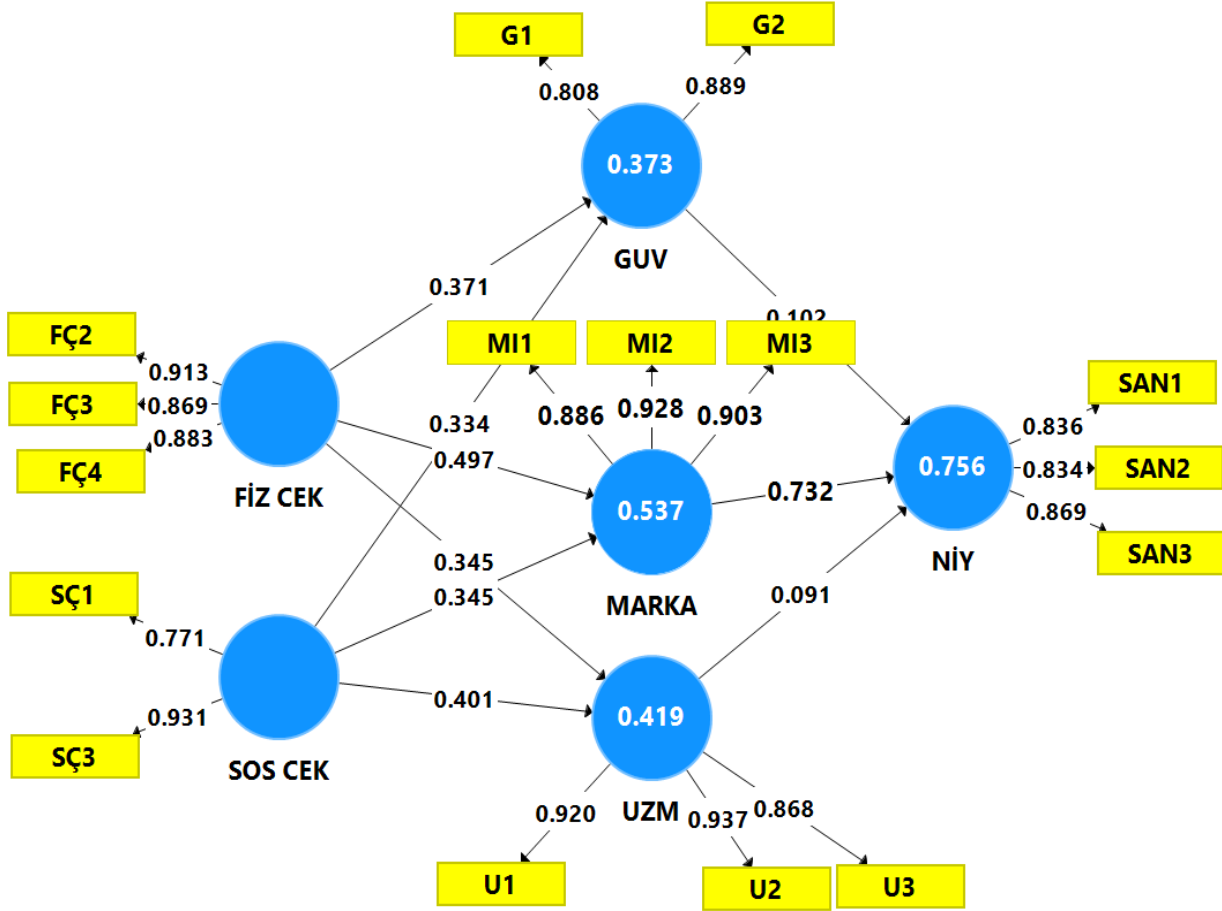 G1
G2
0.808
0.889
0.373
GUV
0.371
0.102
FÇ2
MI1
MI2
MI3
0.913
FÇ3
0.869
0.883
FÇ4
FİZ CEK
0.334
0.497
0.886
0.928
0.903
SAN1
0.836
0.756
0.834
SAN2
0.869
SAN3
NİY
0.537
0.732
MARKA
0.345
0.345
0.091
SÇ1
0.771
0.931
SÇ3
SOS CEK
0.401
0.419
UZM
0.920
0.937
0.868
U1
U2
U3